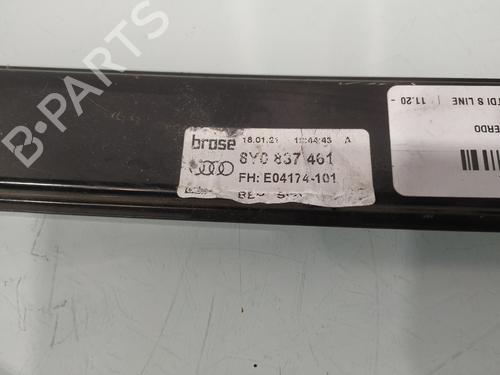 B-PARTS
brose 18.01.21 12:44:43 A
8Y0 837 461
FH: E04174-101
TDI S LINE | 11.20 -
ERDO